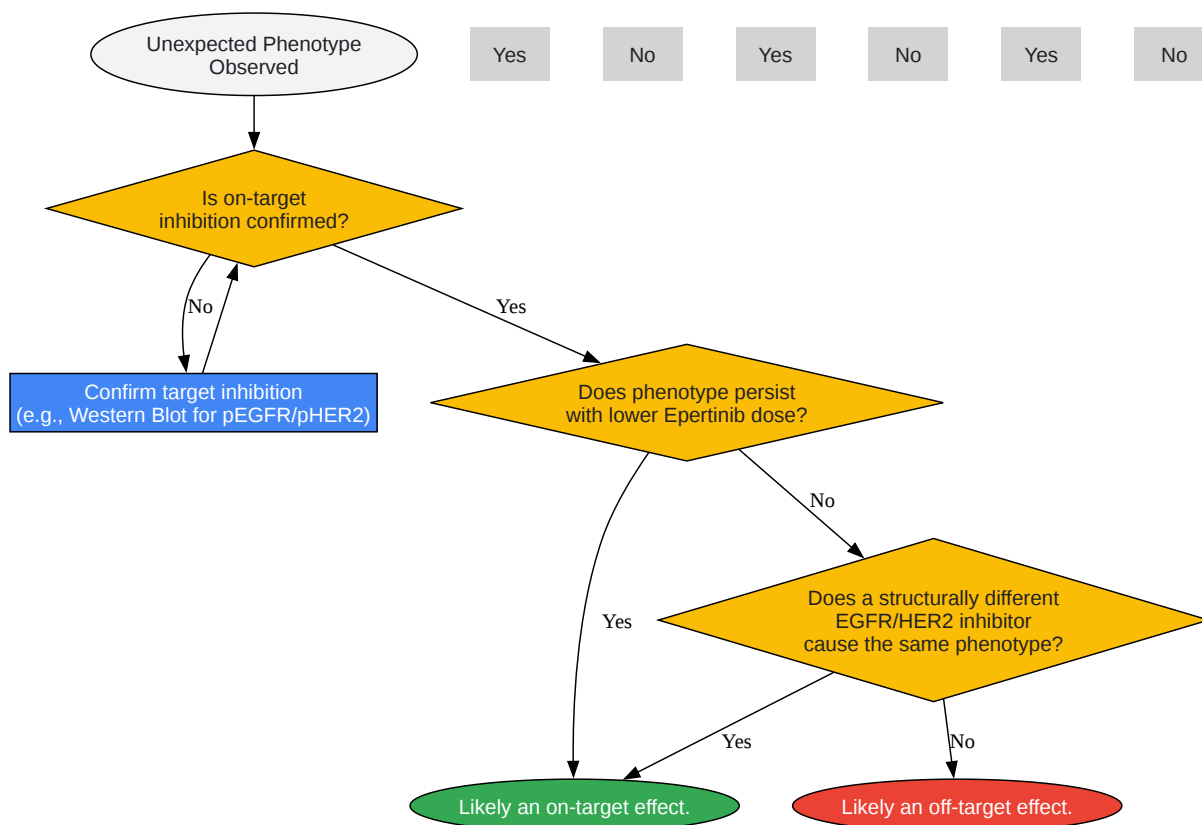 Unexpected Phenotype
Observed
Yes
No
Yes
No
Yes
No
Is on-target
inhibition confirmed?
No
Yes
Confirm target inhibition
(e.g., Western Blot for pEGFR/pHER2)
Does phenotype persist
with lower Epertinib dose?
No
Does a structurally different
EGFR/HER2 inhibitor
cause the same phenotype?
Yes
Yes
No
Likely an on-target effect.
Likely an off-target effect.